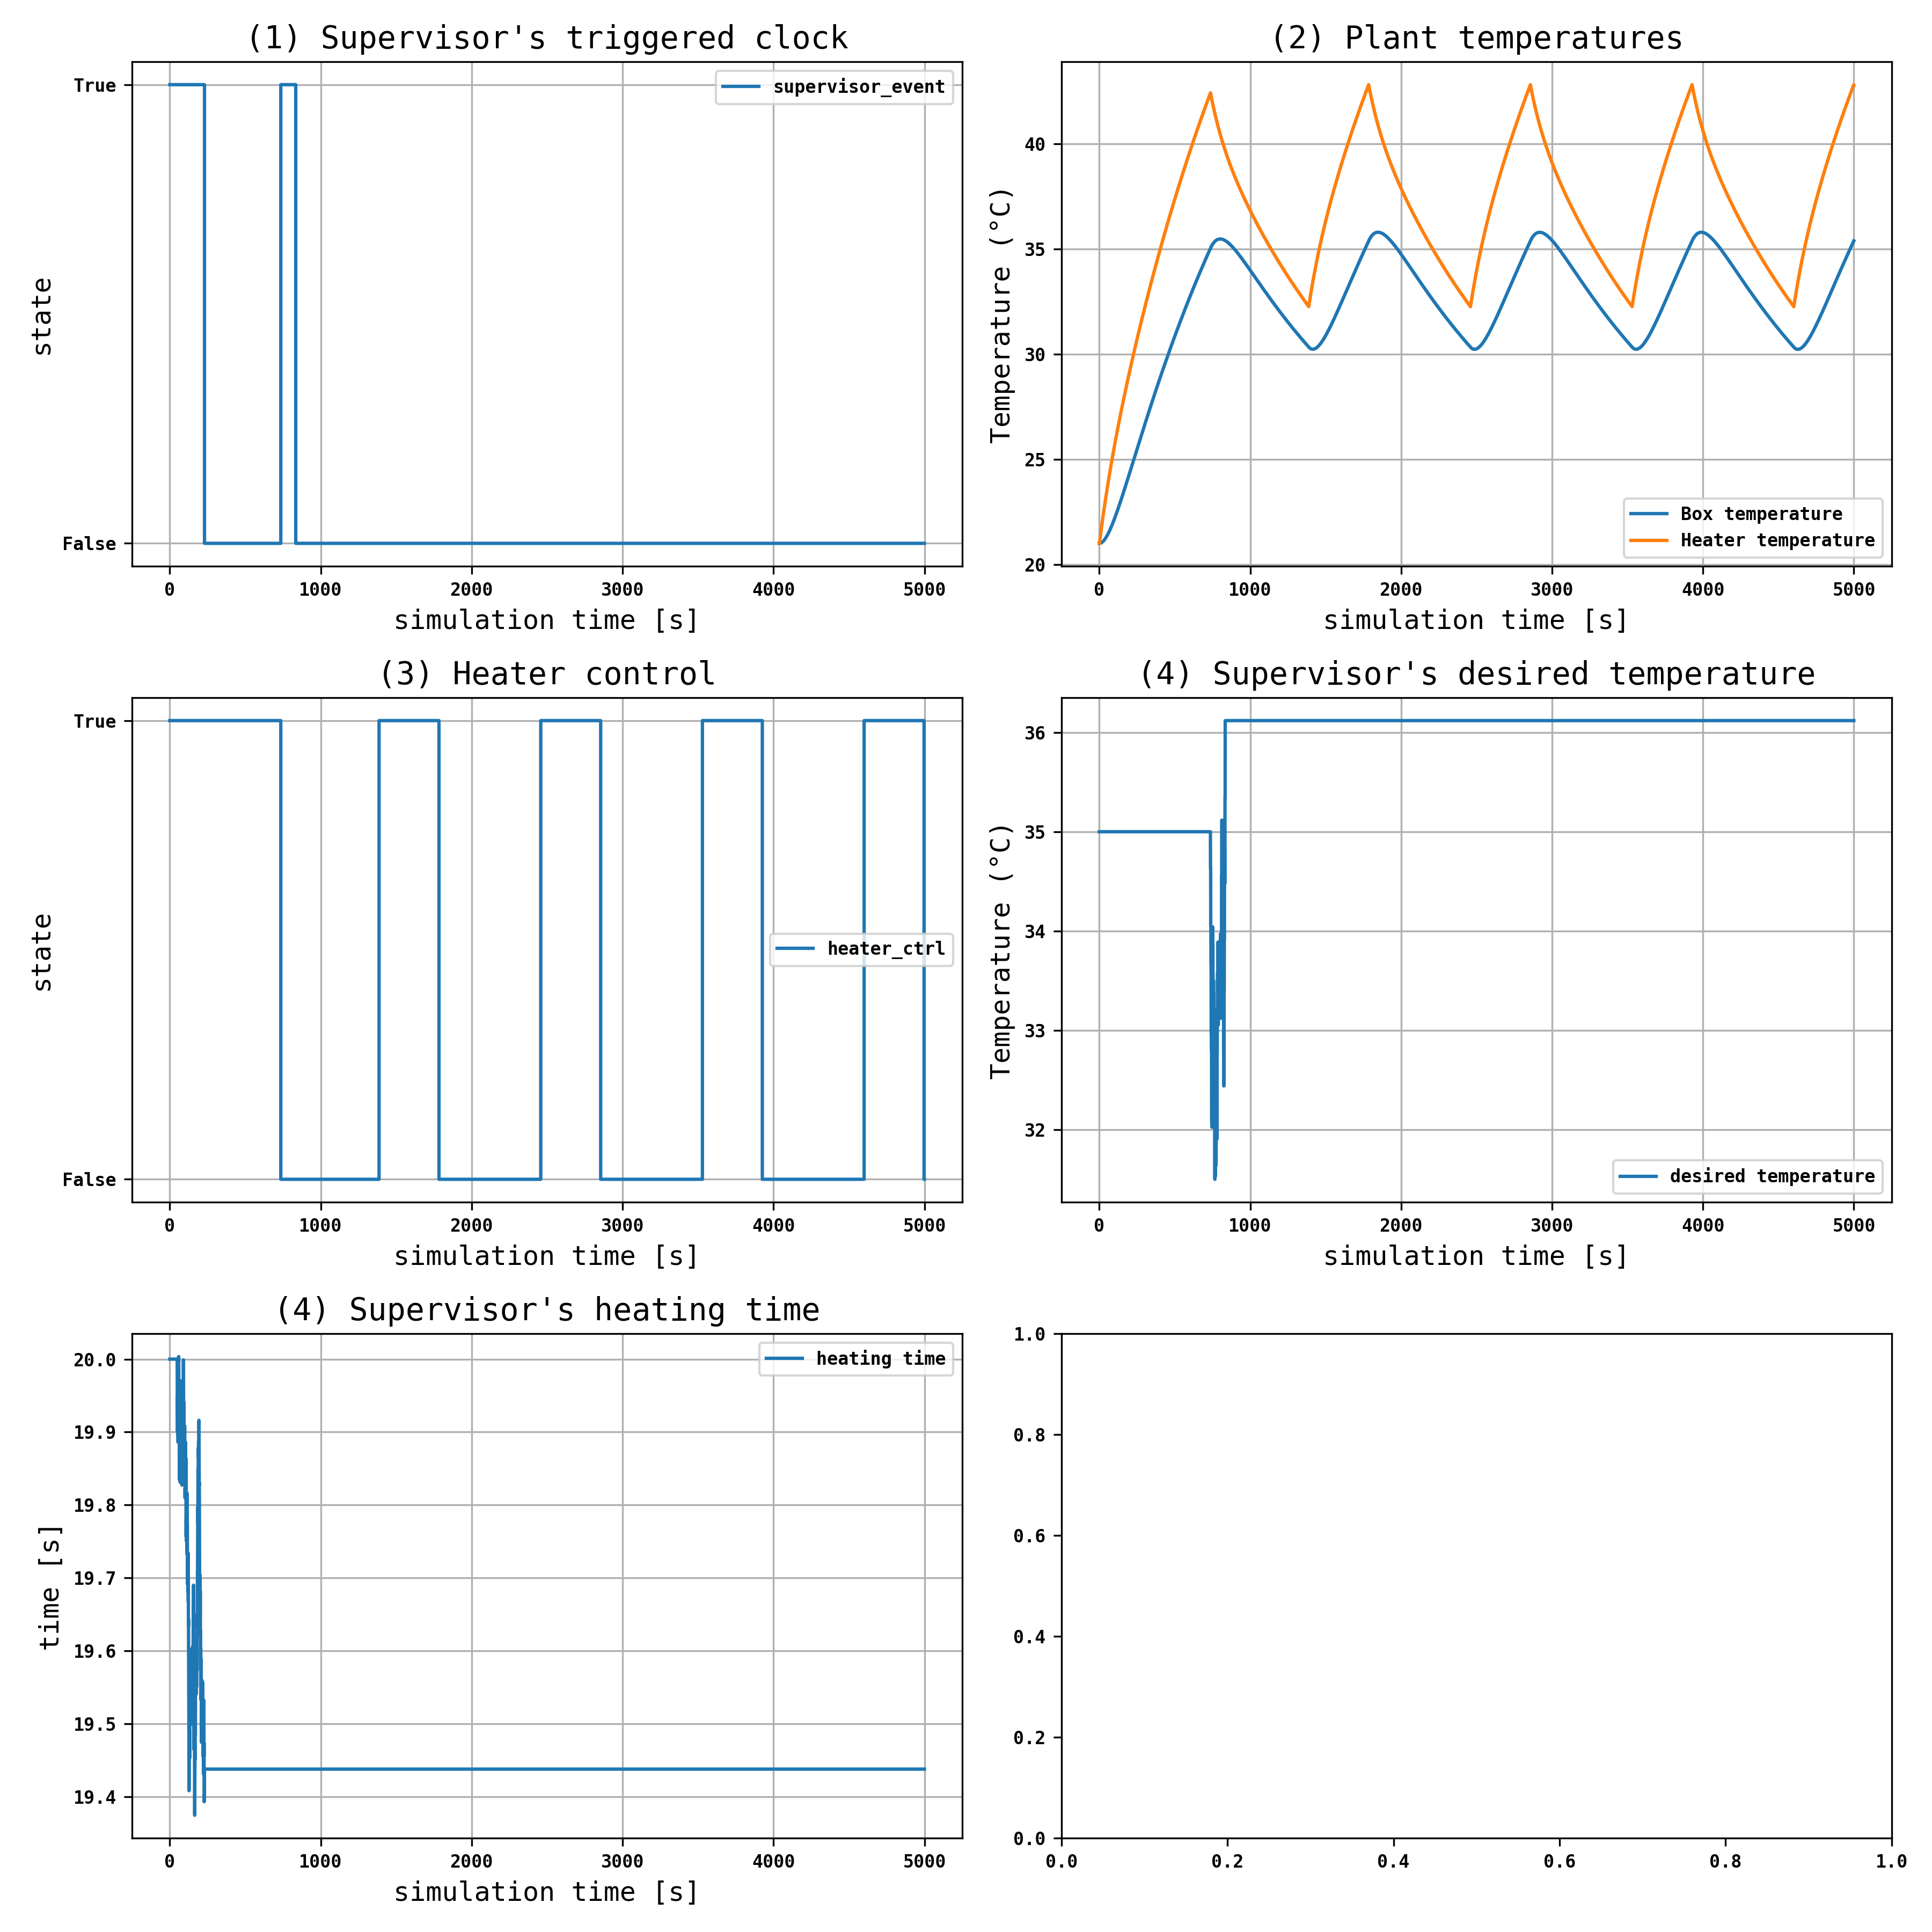 (1) Supervisor's triggered clock
True
False
state
supervisor_event
0 1000 2000 3000 4000 5000
simulation time [s]
(2) Plant temperatures
40
35
30
25
20
Temperature (°C)
Box temperature
Heater temperature
0 1000 2000 3000 4000 5000
simulation time [s]
(3) Heater control
True
False
state
heater_ctrl
0 1000 2000 3000 4000 5000
simulation time [s]
(4) Supervisor's desired temperature
36
35
34
33
32
Temperature (°C)
desired temperature
0 1000 2000 3000 4000 5000
simulation time [s]
(4) Supervisor's heating time
20.0
19.9
19.8
19.7
19.6
19.5
19.4
time [s]
heating time
0 1000 2000 3000 4000 5000
simulation time [s]
1.0
0.8
0.6
0.4
0.2
0.0
0.0 0.2 0.4 0.6 0.8 1.0